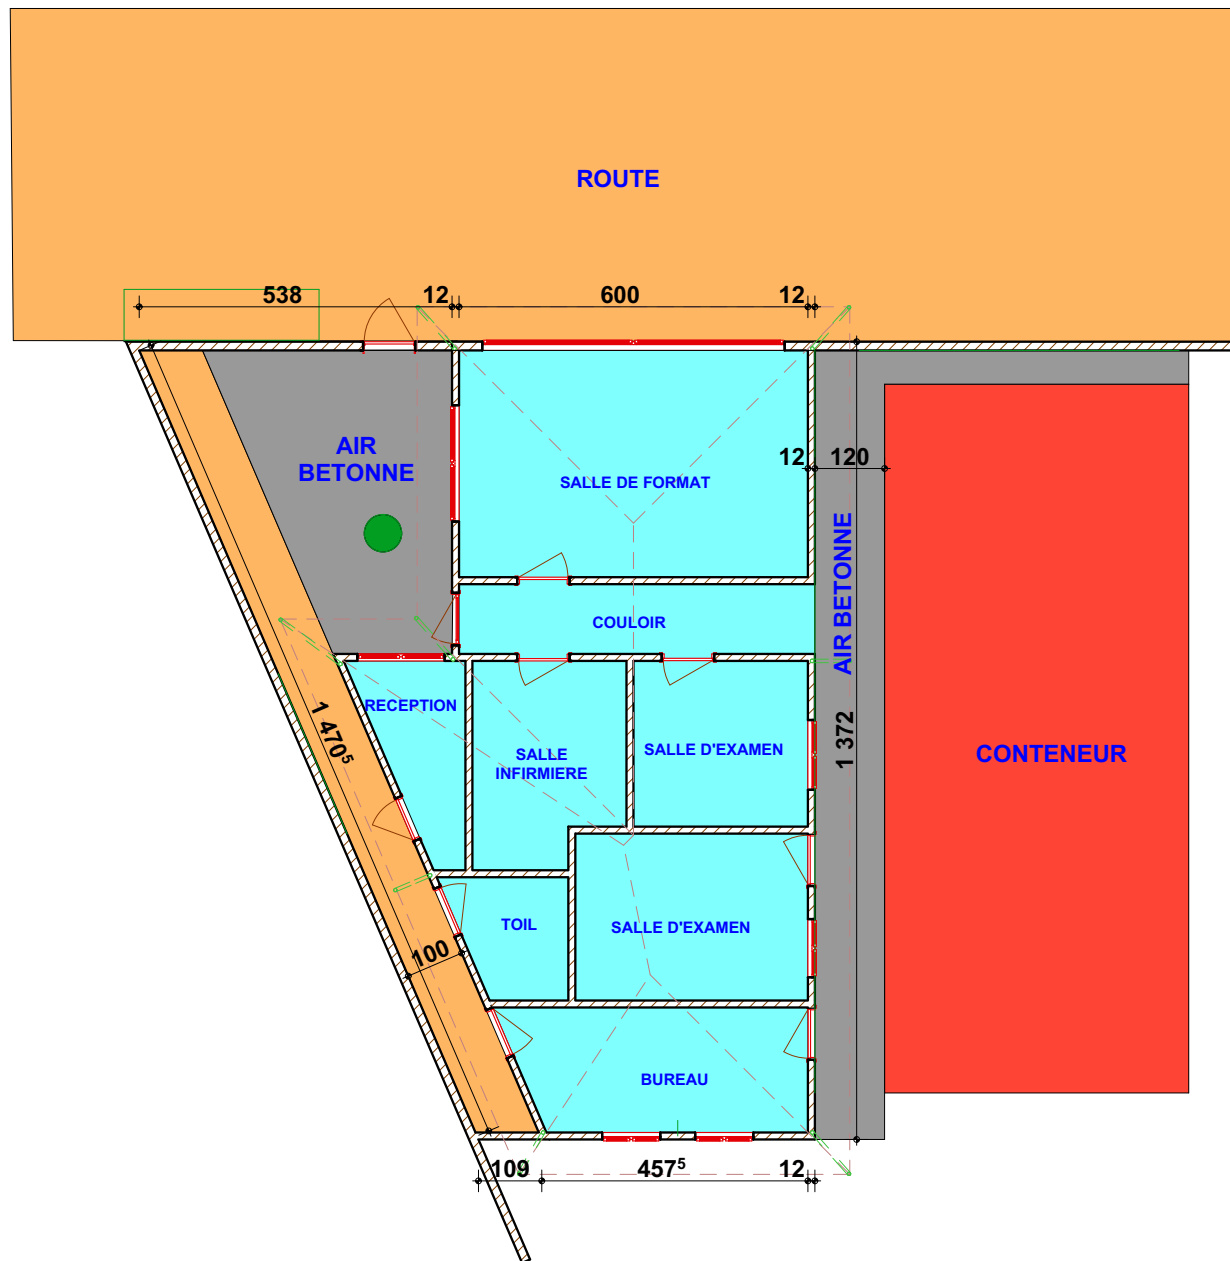 ROUTE
538
12
600
12
AIR
BETONNE
SALLE DE FORMAT
12
120
AIR BETONNE
COULOIR
RECEPTION
1 470⁵
SALLE
INFIRMIERE
SALLE D'EXAMEN
1 372
CONTENEUR
TOIL
SALLE D'EXAMEN
100
BUREAU
109
457⁵
12